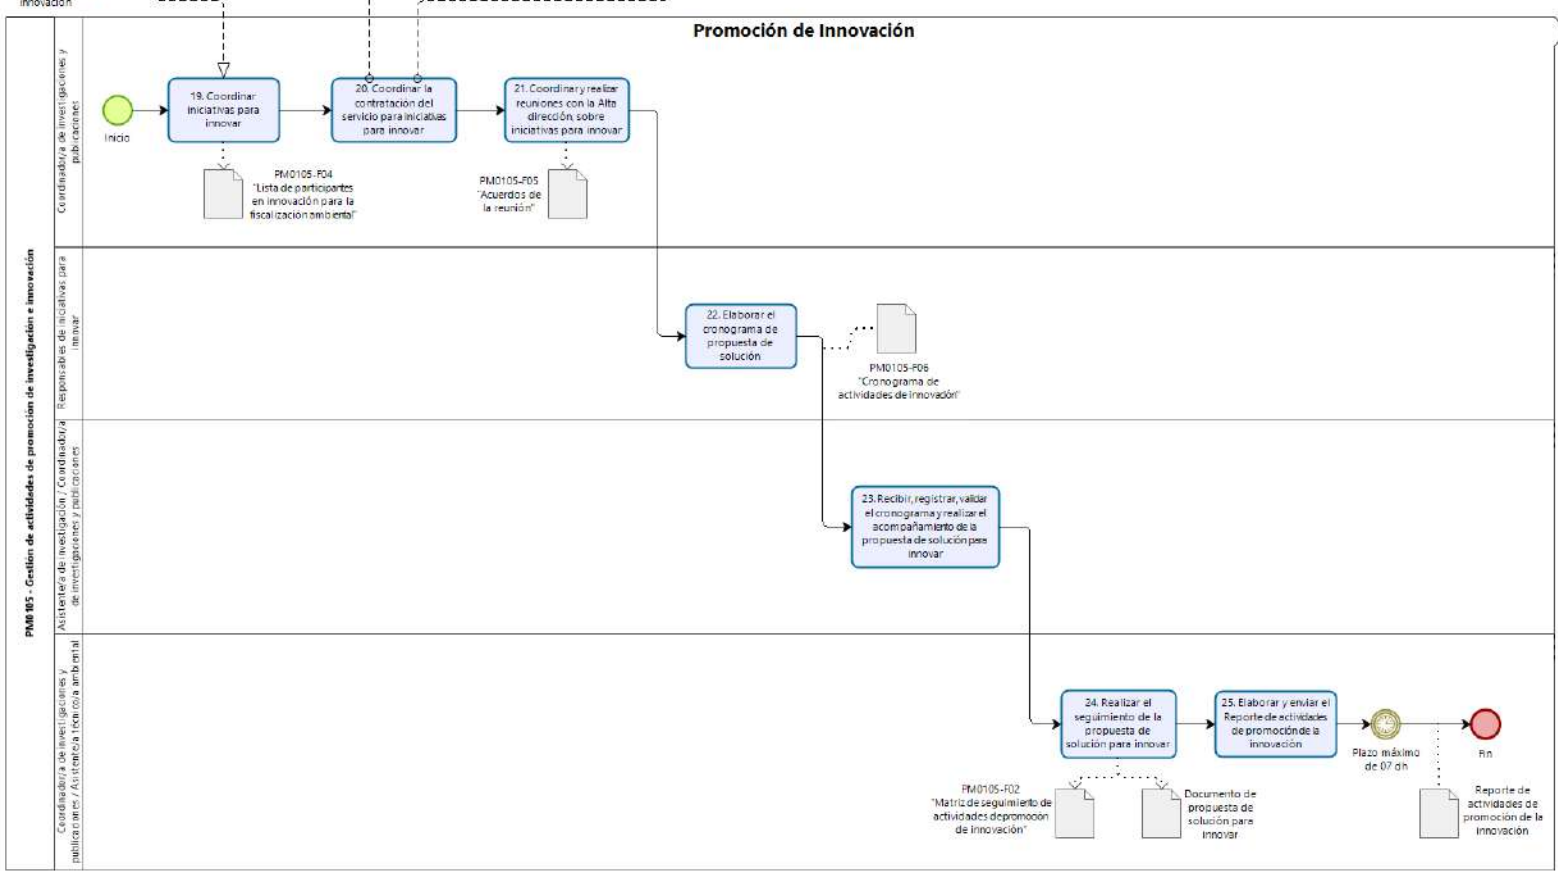 innovación
Promoción de Innovación
PM0105 - Gestión de actividades de promoción de investigación e innovación
Coordinador/a de investigaciones y
publicaciones
Inicio
19. Coordinar
iniciativas para
innovar
20. Coordinar la
contratación del
servicio para iniciativas
para innovar
21. Coordinar y realizar
reuniones con la Alta
dirección, sobre
iniciativas para innovar
PM0105-F04
"Lista de participantes
en innovación para la
fiscalización ambiental"
PM0105-F05
"Acuerdos de
la reunión"
Responsables de iniciativas para
innovar
22. Elaborar el
cronograma de
propuesta de
solución
PM0105-F06
"Cronograma de
actividades de innovación"
Asistente/a de investigación / Coordinador/a
de investigaciones y publicaciones
23. Recibir, registrar, validar
el cronograma y realizar el
acompañamiento de la
propuesta de solución para
innovar
Coordinador/a de investigaciones y
publicaciones / Asistente/a técnico/a ambiental
24. Realizar el
seguimiento de la
propuesta de
solución para innovar
25. Elaborar y enviar el
Reporte de actividades
de promoción de la
innovación
Plazo máximo
de 07 dh
Fin
PM0105-F02
"Matriz de seguimiento de
actividades de promoción
de innovación"
Documento de
propuesta de
solución para
innovar
Reporte de
actividades de
promoción de la
innovación